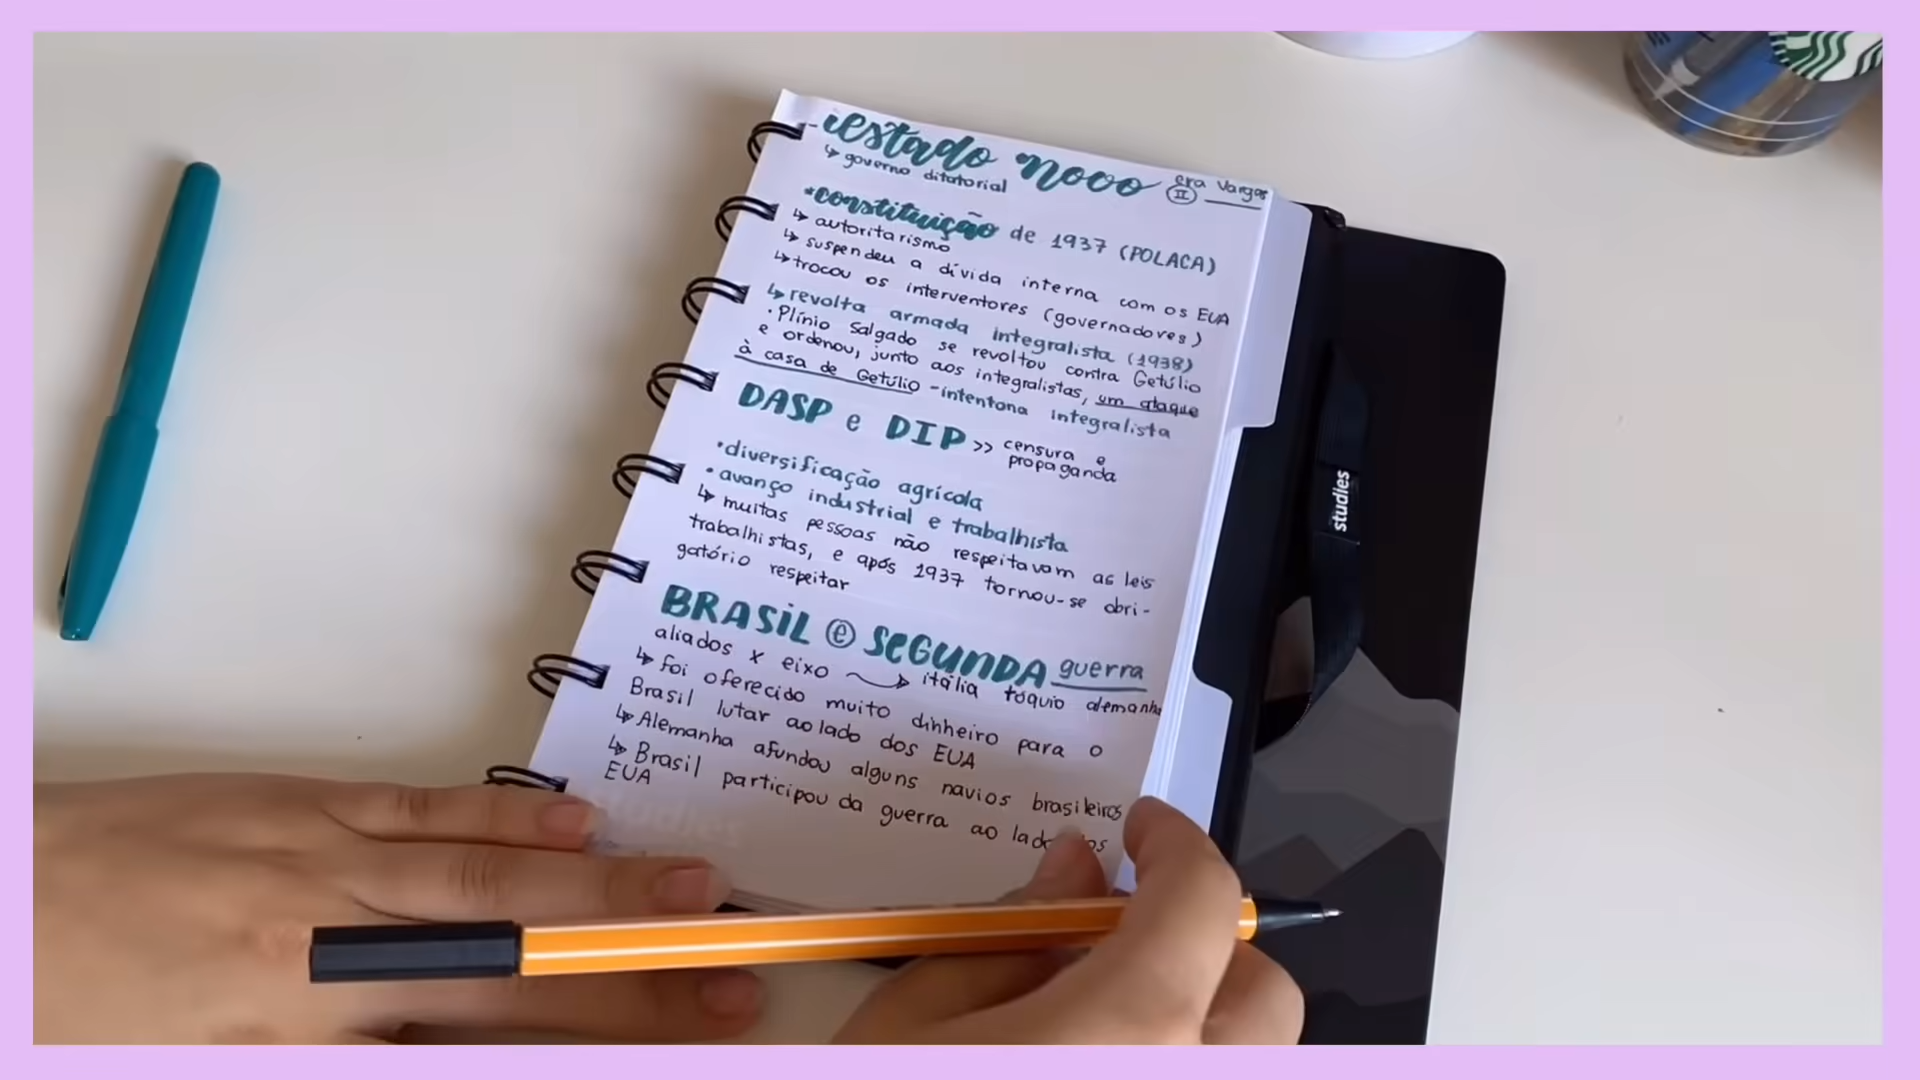 estado novo
era Vargas
II
↳ governo ditatorial
*constituição de 1937 (POLACA)
↳ autoritarismo
↳ suspendeu a dívida interna com os EUA
↳ trocou os interventores (governadores)
↳ revolta armada integralista (1938)
• Plínio Salgado se revoltou contra Getúlio
e ordenou, junto aos integralistas, um ataque
à casa de Getúlio - intentona integralista
DASP e DIP >> censura e
propaganda
• diversificação agrícola
• avanço industrial e trabalhista
↳ muitas pessoas não respeitavam as leis
trabalhistas, e após 1937 tornou-se obri-
gatório respeitar
BRASIL e SEGUNDA guerra
aliados x eixo → itália tóquio alemanha
↳ foi oferecido muito dinheiro para o
Brasil lutar ao lado dos EUA
↳ Alemanha afundou alguns navios brasileiros
↳ Brasil participou da guerra ao lado dos
EUA
studies
studies